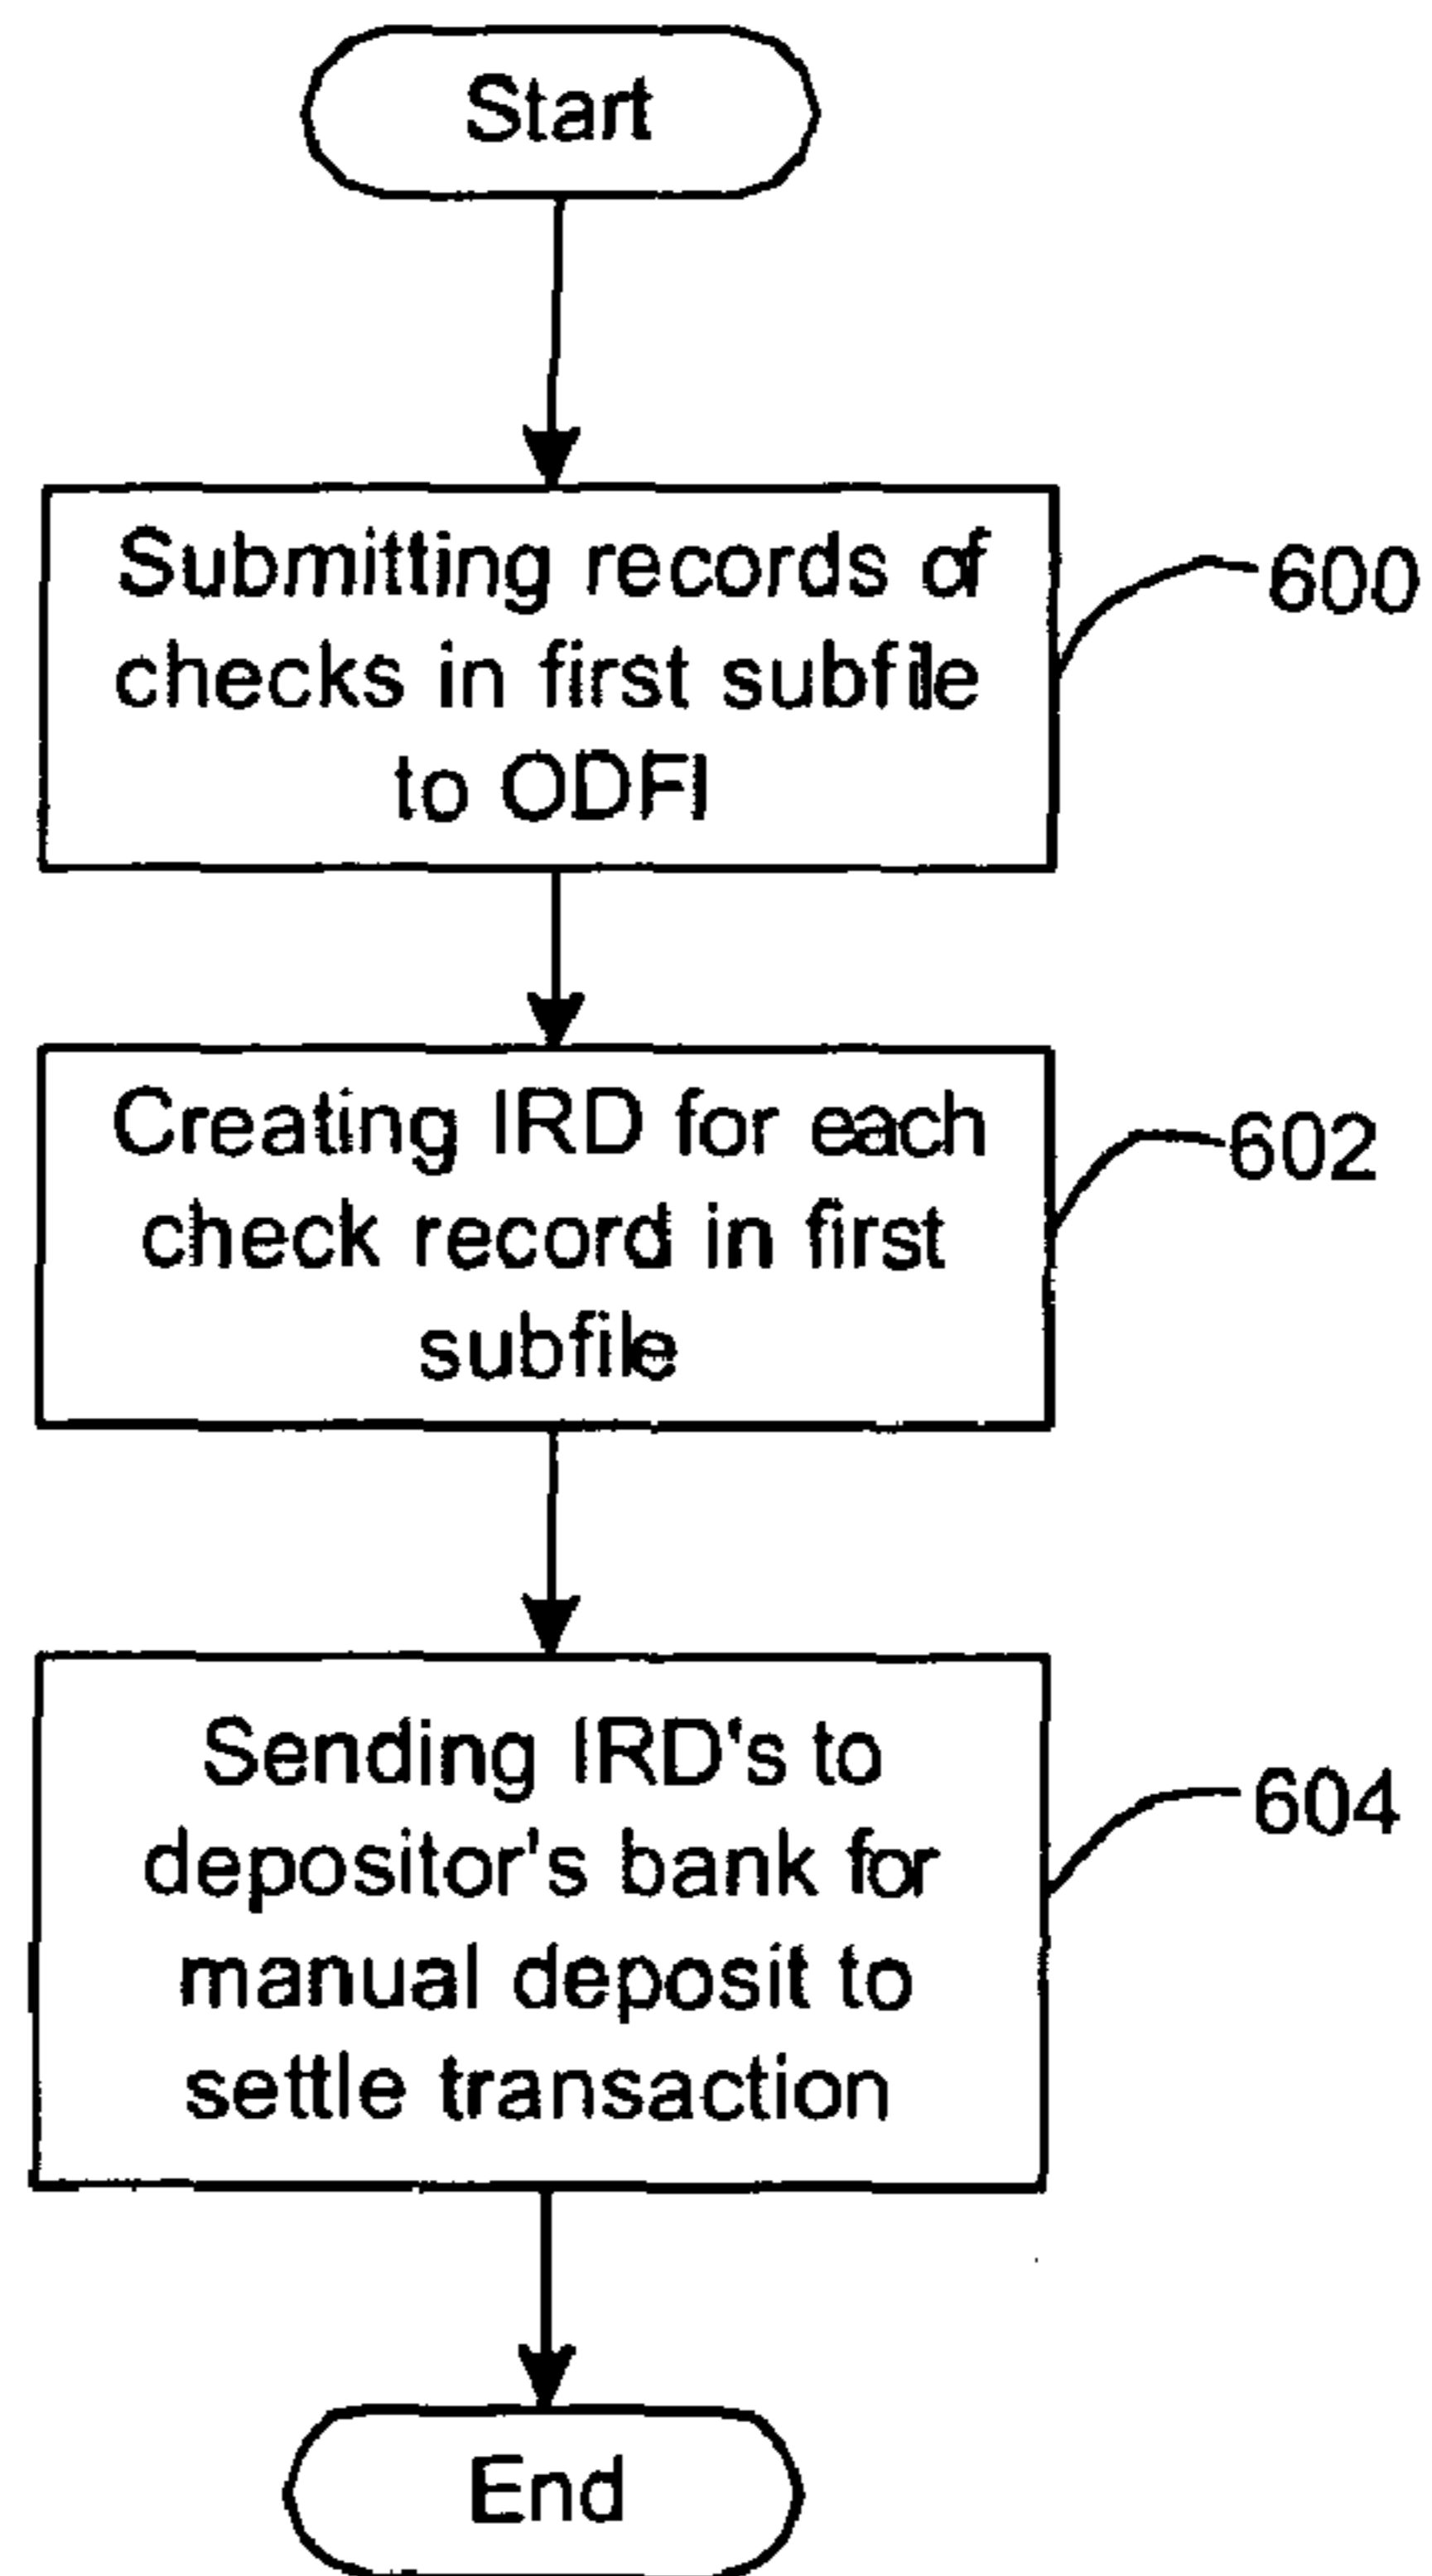 Start
Submitting records of
checks in first subfile
to ODFI
600
Creating IRD for each
check record in first
subfile
602
Sending IRD's to
depositor's bank for
manual deposit to
settle transaction
604
End